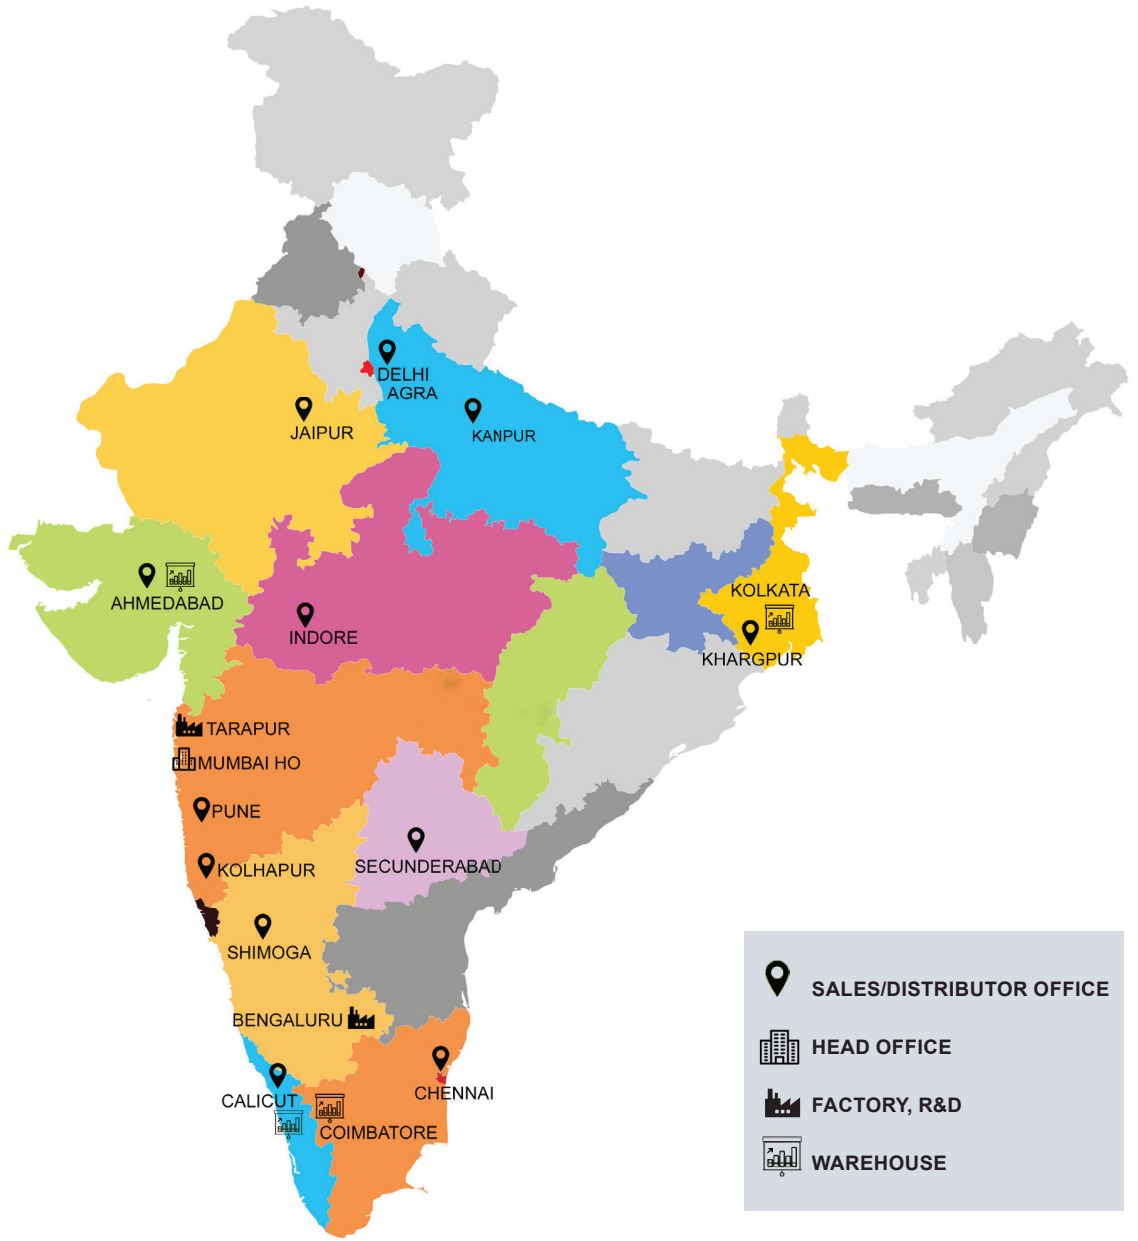 DELHI
AGRA
JAIPUR
KANPUR
AHMEDABAD
KOLKATA
INDORE
KHARGPUR
TARAPUR
MUMBAI HO
PUNE
KOLHAPUR
SECUNDERABAD
SHIMOGA
BENGALURU
CHENNAI
CALICUT
COIMBATORE
SALES/DISTRIBUTOR OFFICE
HEAD OFFICE
FACTORY, R&D
WAREHOUSE